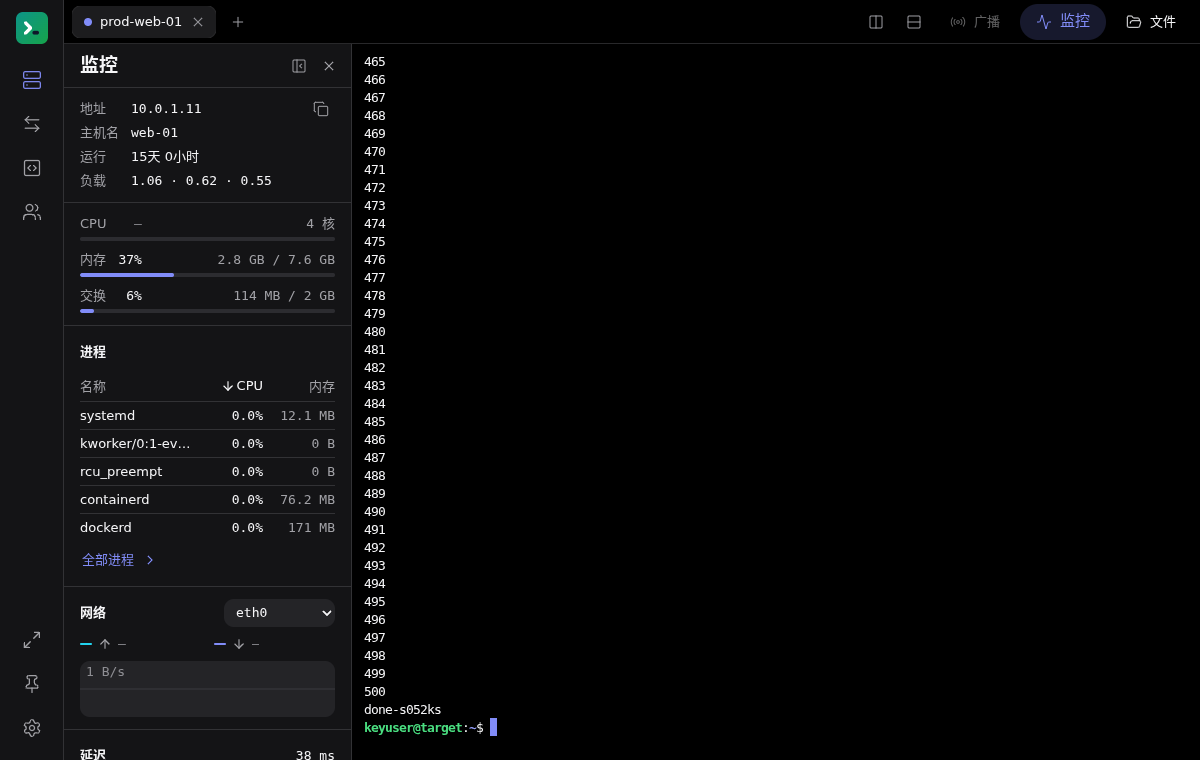 prod-web-01
广播
监控
文件
监控
地址 10.0.1.11
主机名 web-01
运行 15天 0小时
负载 1.06 · 0.62 · 0.55
CPU — 4 核
内存 37% 2.8 GB / 7.6 GB
交换 6% 114 MB / 2 GB
进程
名称 CPU 内存
systemd 0.0% 12.1 MB
kworker/0:1-ev… 0.0% 0 B
rcu_preempt 0.0% 0 B
containerd 0.0% 76.2 MB
dockerd 0.0% 171 MB
全部进程
网络 eth0
— —
1 B/s
延迟 38 ms
465
466
467
468
469
470
471
472
473
474
475
476
477
478
479
480
481
482
483
484
485
486
487
488
489
490
491
492
493
494
495
496
497
498
499
500
done-s052ks
keyuser@target:~$